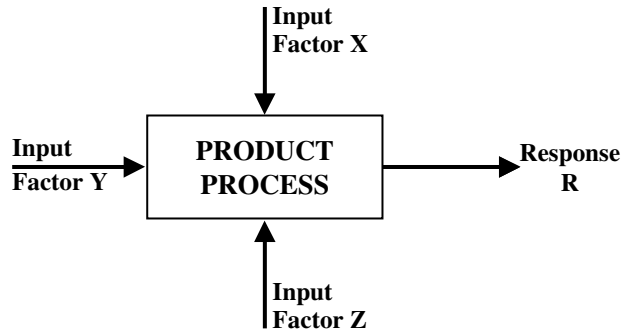 Input
Factor X
Input
Factor Y
PRODUCT
PROCESS
Response
R
Input
Factor Z